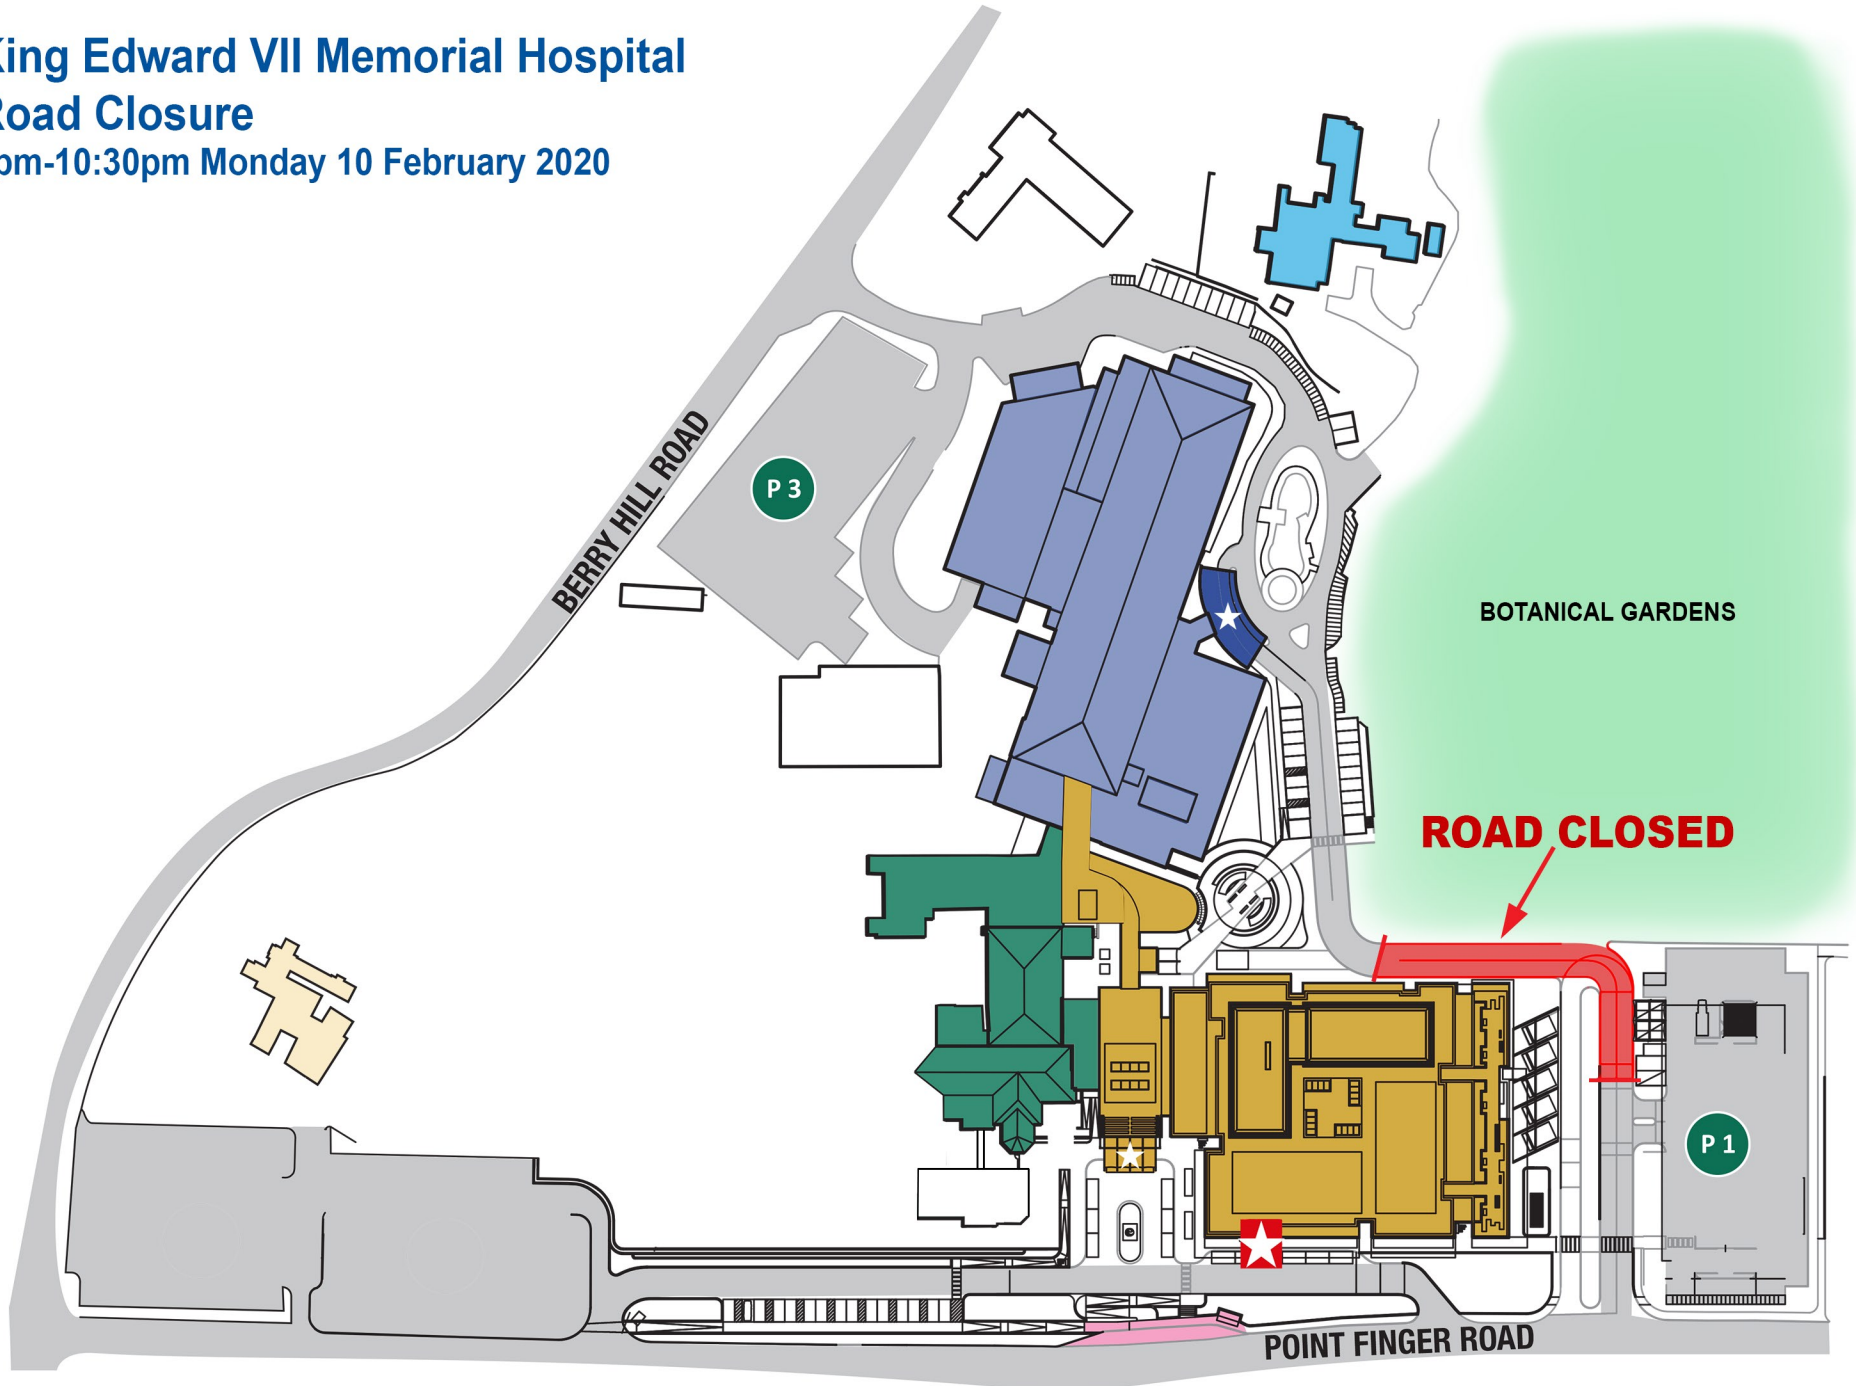 ing Edward VII Memorial Hospital
oad Closure
pm-10:30pm Monday 10 February 2020
BERRY HILL ROAD
P 3
BOTANICAL GARDENS
ROAD CLOSED
P 1
POINT FINGER ROAD